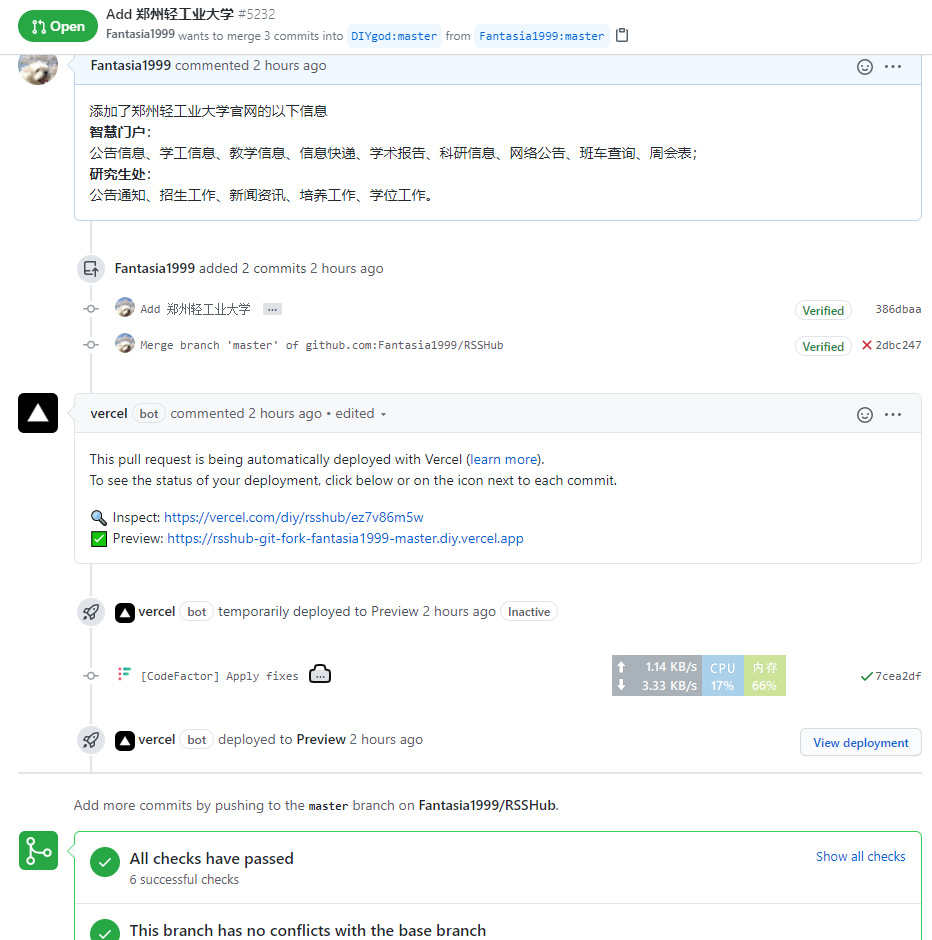 Open
Add 郑州轻工业大学 #5232
Fantasia1999 wants to merge 3 commits into DIYgod:master from Fantasia1999:master
Fantasia1999 commented 2 hours ago
添加了郑州轻工业大学官网的以下信息
智慧门户：
公告信息、学工信息、教学信息、信息快递、学术报告、科研信息、网络公告、班车查询、周会表；
研究生处：
公告通知、招生工作、新闻资讯、培养工作、学位工作。
Fantasia1999 added 2 commits 2 hours ago
Add 郑州轻工业大学 ... Verified 386dbaa
Merge branch 'master' of github.com:Fantasia1999/RSSHub Verified 2dbc247
vercel bot commented 2 hours ago • edited
This pull request is being automatically deployed with Vercel (learn more).
To see the status of your deployment, click below or on the icon next to each commit.
Inspect: https://vercel.com/diy/rsshub/ez7v86m5w
Preview: https://rsshub-git-fork-fantasia1999-master.diy.vercel.app
vercel bot temporarily deployed to Preview 2 hours ago Inactive
[CodeFactor] Apply fixes ... 7cea2df
1.14 KB/s CPU 内存
3.33 KB/s 17% 66%
vercel bot deployed to Preview 2 hours ago View deployment
Add more commits by pushing to the master branch on Fantasia1999/RSSHub.
All checks have passed Show all checks
6 successful checks
This branch has no conflicts with the base branch